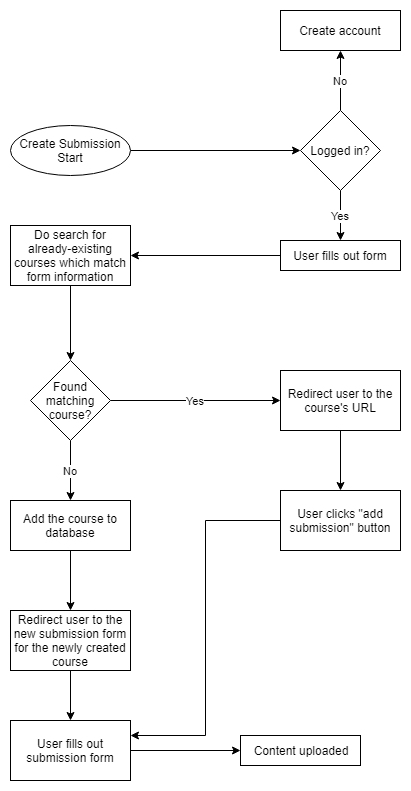 Create account
No
Create Submission
Start
Logged in?
Yes
Do search for
already-existing
courses which match
form information
User fills out form
Found
matching
course?
Yes
Redirect user to the
course's URL
No
Add the course to
database
User clicks "add
submission" button
Redirect user to the
new submission form
for the newly created
course
User fills out
submission form
Content uploaded